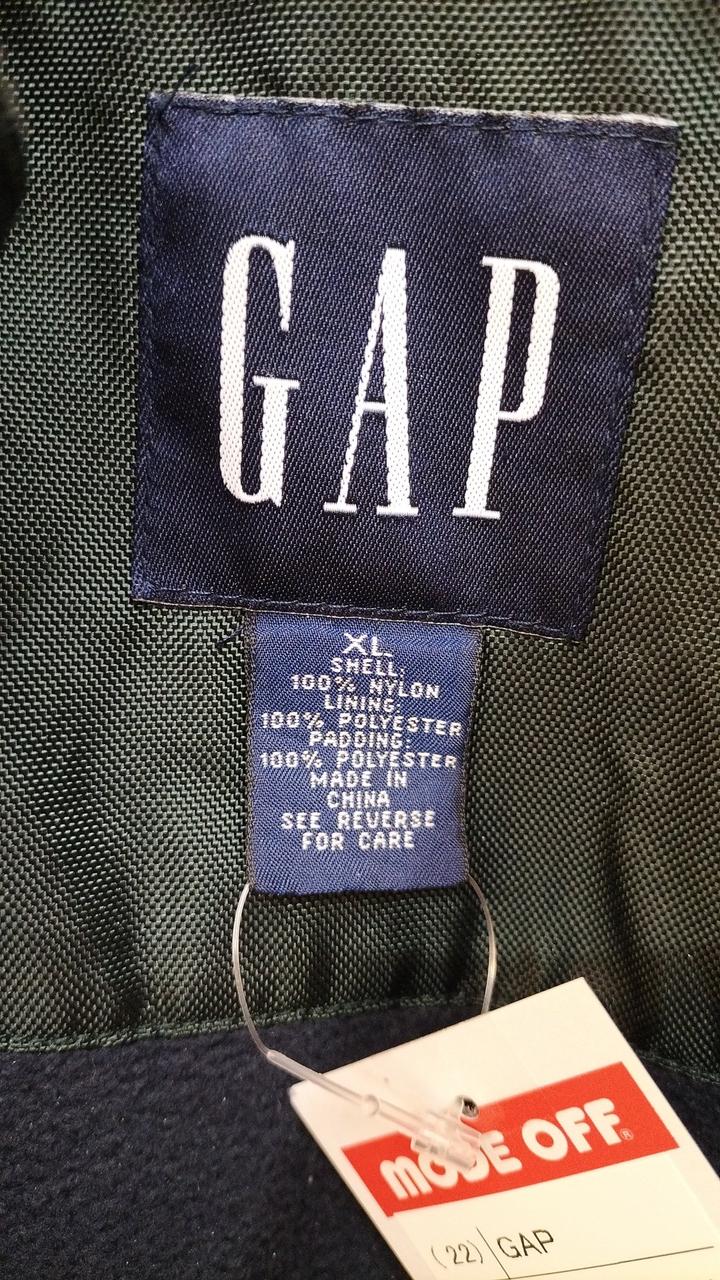 GAP
XL
SHELL:
100% NYLON
LINING:
100% POLYESTER
PADDING:
100% POLYESTER
MADE IN
CHINA
SEE REVERSE
FOR CARE
MODE OFF®
(22) GAP